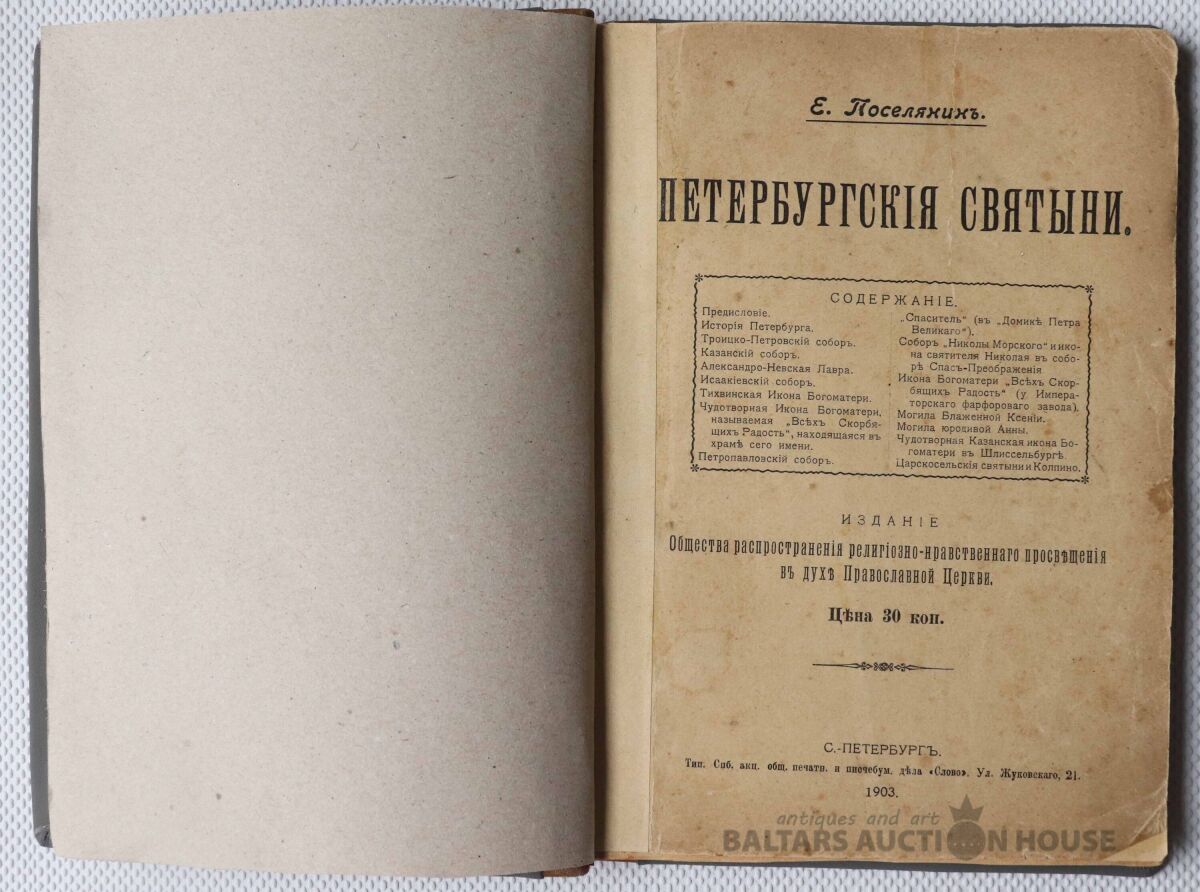 Е. Поселянинъ.
ПЕТЕРБУРГСКІЯ СВЯТЫНИ.
СОДЕРЖАНІЕ.
Предисловіе.
Исторія Петербурга.
Троицко-Петровскій соборъ.
Казанскій соборъ.
Александро-Невская Лавра.
Исаакіевскій соборъ.
Тихвинская Икона Богоматери.
Чудотворная Икона Богоматери,
называемая „Всѣхъ Скорбя-
щихъ Радость", находящаяся въ
храмѣ сего имени.
Петропавловскій соборъ.
„Спаситель" (въ „Домикѣ Петра
Великаго").
Соборъ „Николы Морского" и ико-
на святителя Николая въ собо-
рѣ Спасъ-Преображенія
Икона Богоматери „Всѣхъ Скор-
бящихъ Радость" (у Импера-
торскаго фарфороваго завода).
Могила Блаженной Ксеніи.
Могила юродивой Анны.
Чудотворная Казанская икона Бо-
гоматери въ Шлиссельбургѣ.
Царскосельскія святыни и Колпино.
ИЗДАНІЕ
Общества распространенія религіозно-нравственнаго просвѣщенія
въ духѣ Православной Церкви.
Цѣна 30 коп.
С.-ПЕТЕРБУРГЪ.
Тип. Спб. акц. общ. печатн. и писчебум. дѣла «Слово». Ул. Жуковскаго, 21.
1903.
antiques and art
BALTARS AUCTION HOUSE